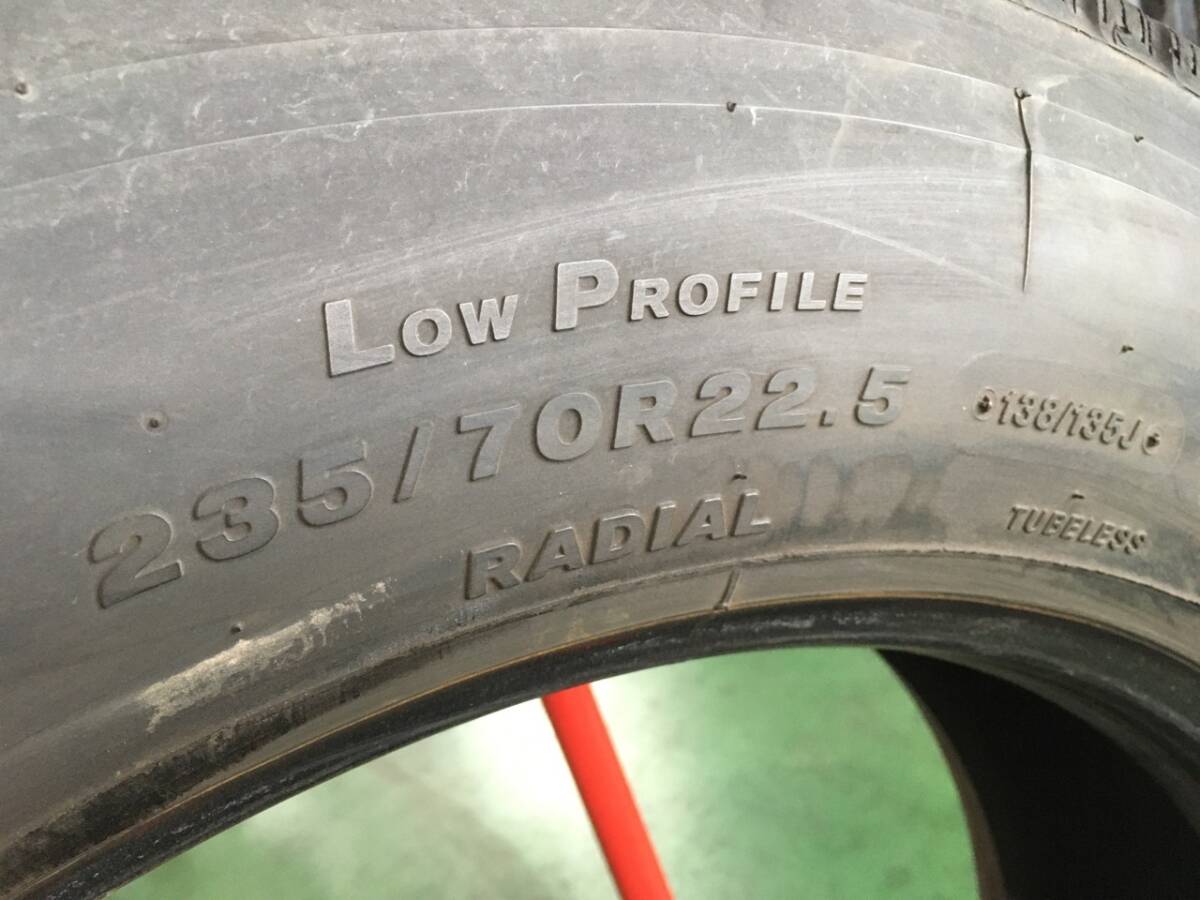 LOW PROFILE
235/70R22.5
138/135J
RADIAL
TUBELESS